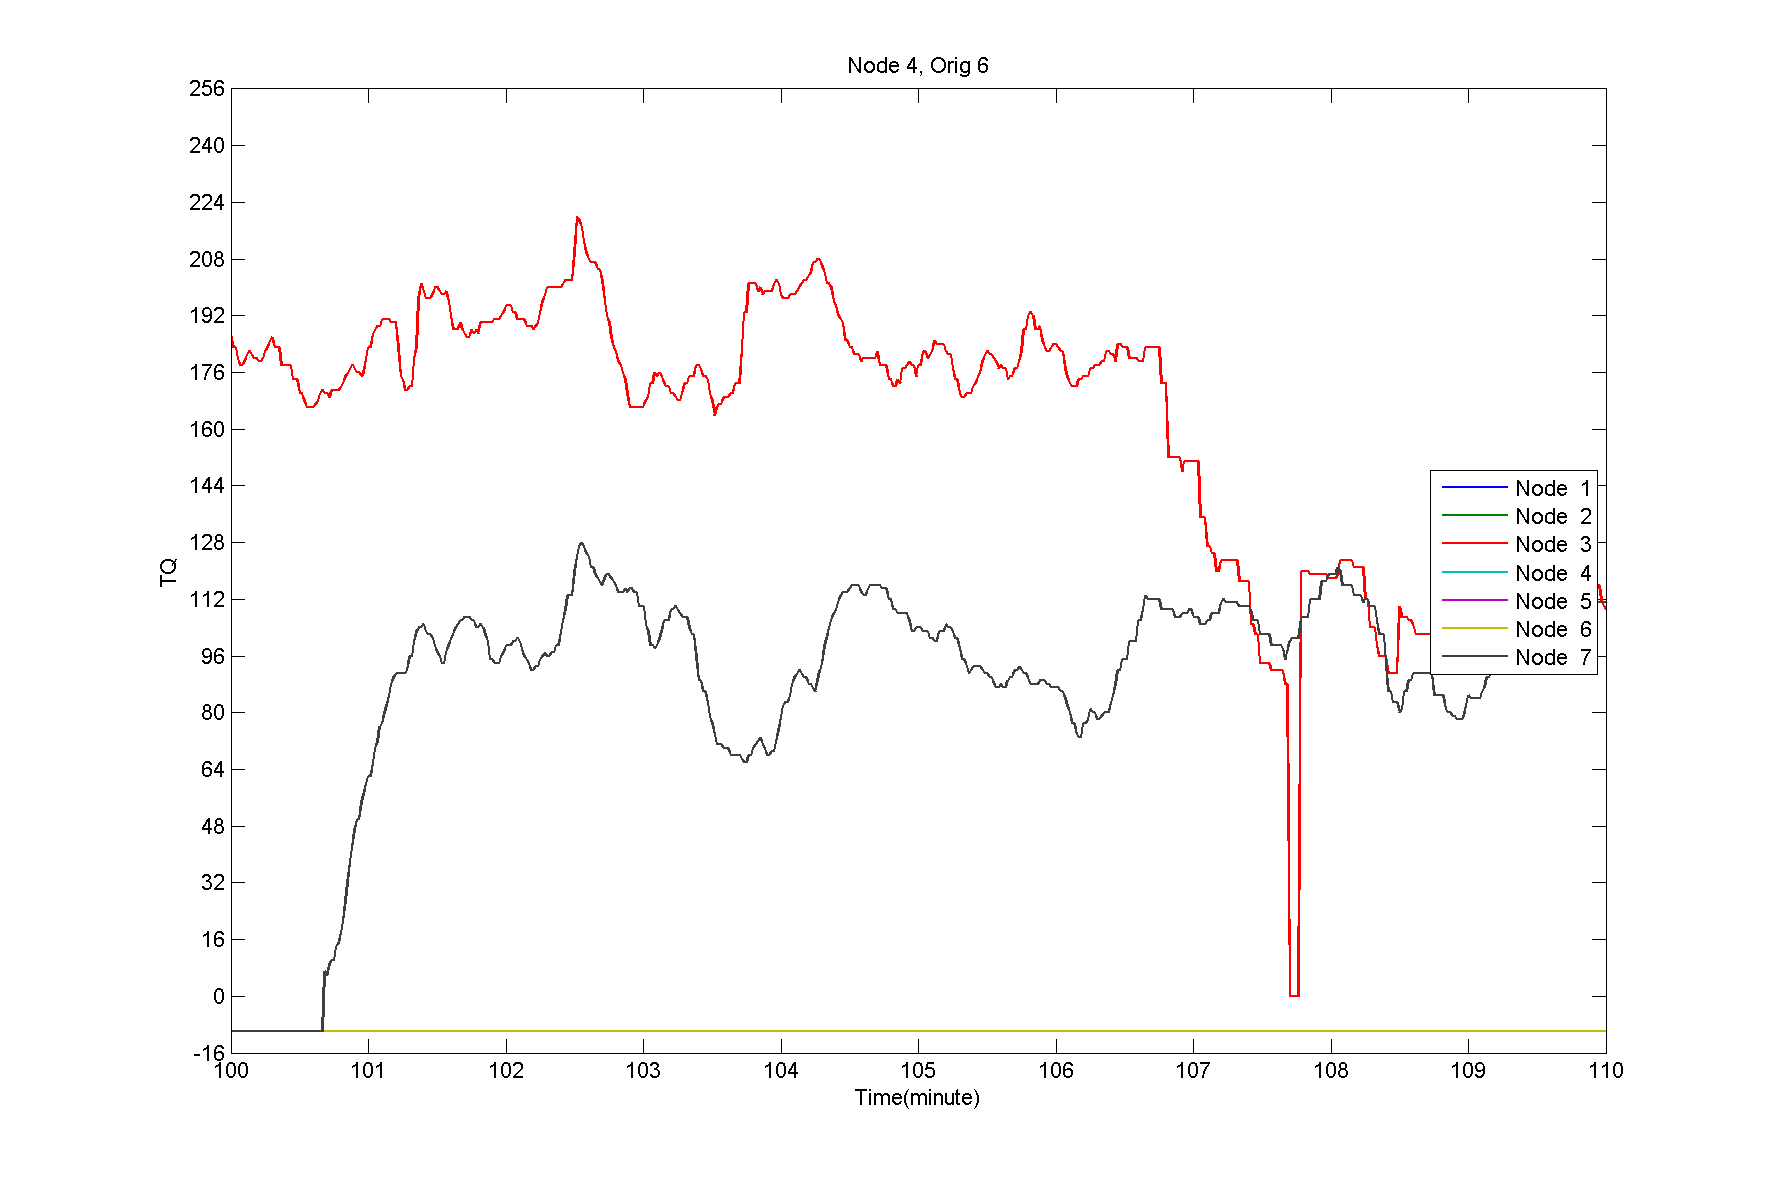 Node 4, Orig 6
256
240
224
208
192
176
160
144
128
112
96
80
64
48
32
16
0
-16
TQ
Node 1
Node 2
Node 3
Node 4
Node 5
Node 6
Node 7
100 101 102 103 104 105 106 107 108 109 110
Time(minute)